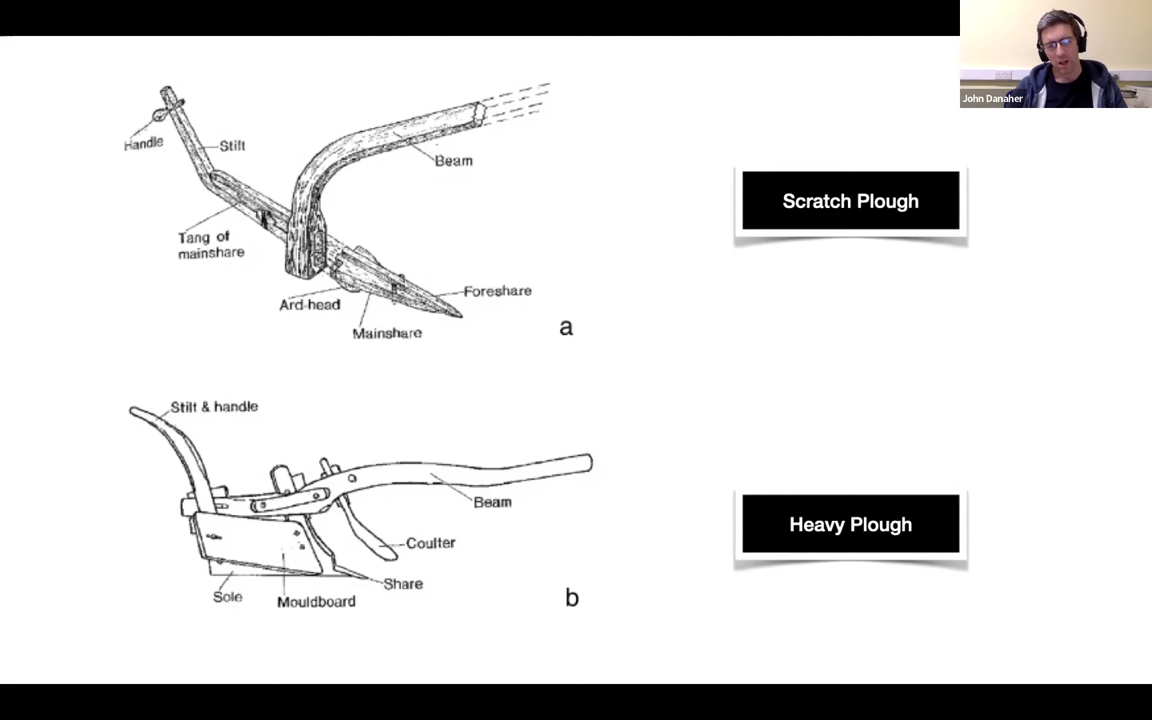 John Danaher
Handle
Stilt
Beam
Tang of
mainshare
Ard-head
Foreshare
Mainshare
a
Scratch Plough
Stilt & handle
Beam
Coulter
Share
Sole
Mouldboard
b
Heavy Plough